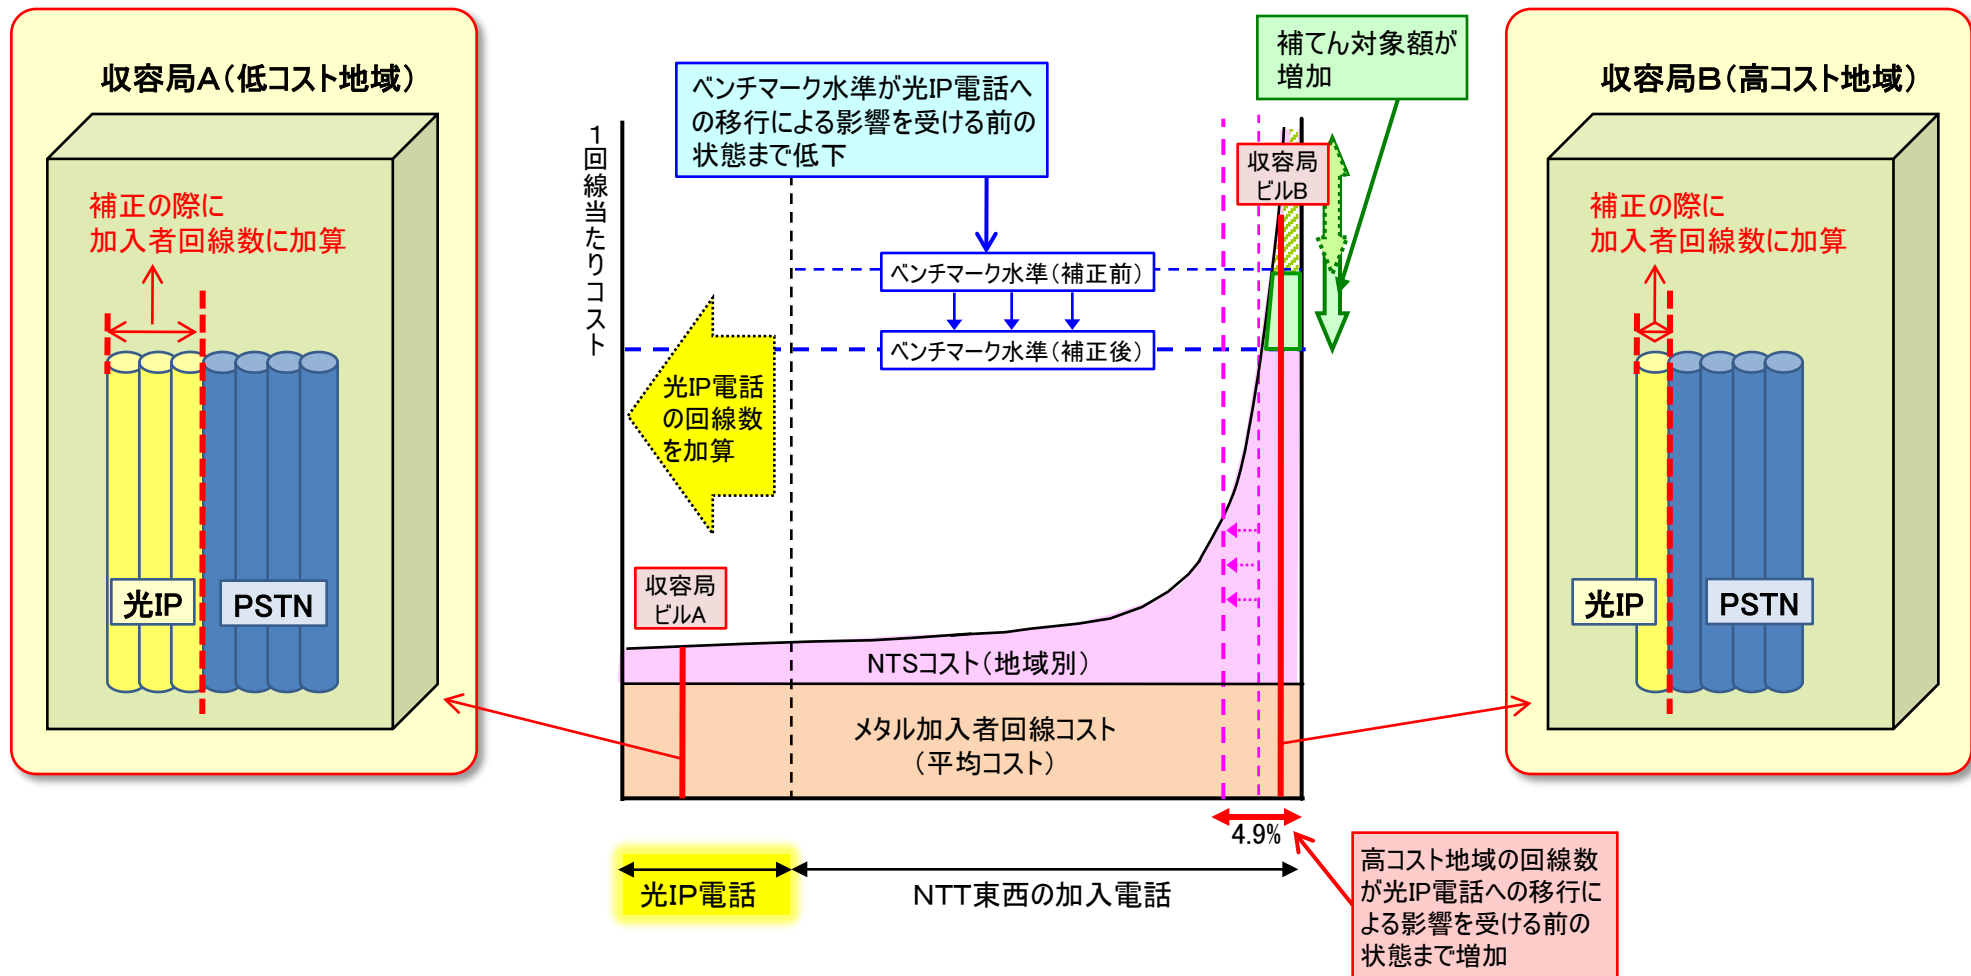 収容局A(低コスト地域)
補正の際に
加入者回線数に加算
光IP
PSTN
1回線当たりコスト
ベンチマーク水準が光IP電話へ
の移行による影響を受ける前の
状態まで低下
補てん対象額が
増加
収容局
ビルB
ベンチマーク水準(補正前)
ベンチマーク水準(補正後)
光IP電話
の回線数
を加算
収容局
ビルA
NTSコスト(地域別)
メタル加入者回線コスト
(平均コスト)
4.9%
光IP電話
NTT東西の加入電話
高コスト地域の回線数
が光IP電話への移行に
よる影響を受ける前の
状態まで増加
収容局B(高コスト地域)
補正の際に
加入者回線数に加算
光IP
PSTN